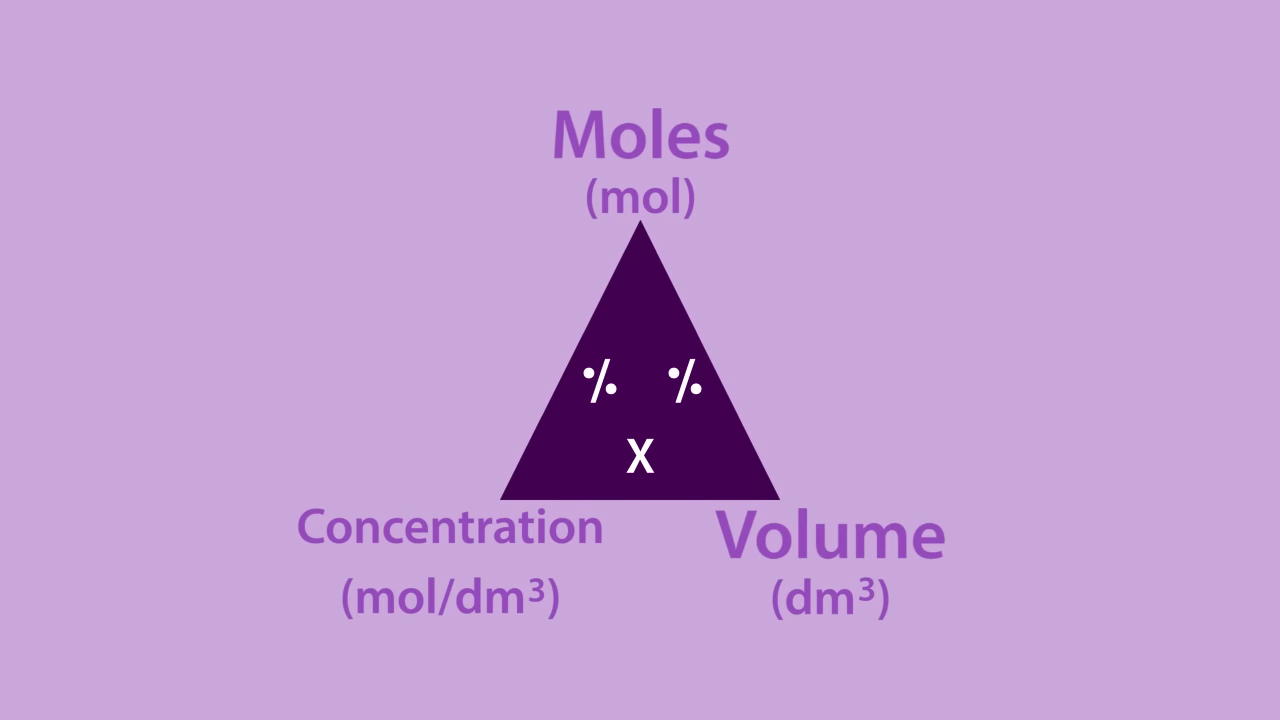 Moles
(mol)
% %
X
Concentration Volume
(mol/dm³) (dm³)